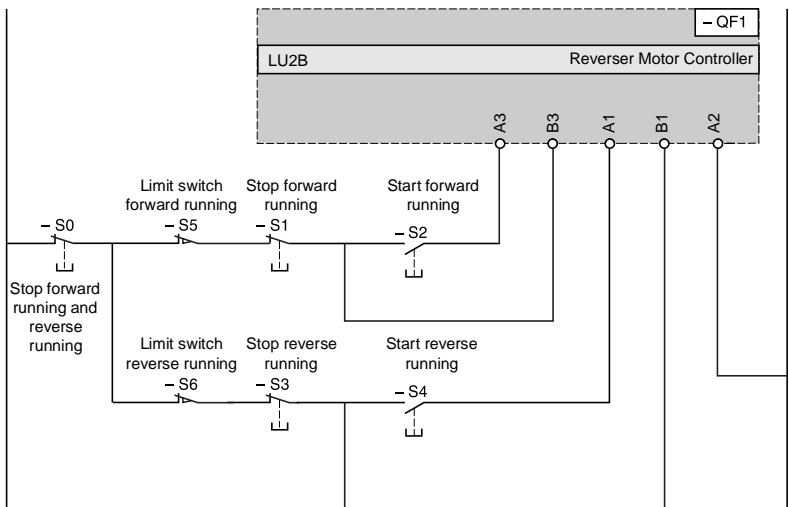 – QF1
LU2B Reverser Motor Controller
A3 B3 A1 B1 A2
Limit switch
forward running
Stop forward
running
Start forward
running
– S0
– S5
– S1
– S2
Stop forward
running and
reverse
running
Limit switch
reverse running
Stop reverse
running
Start reverse
running
– S6
– S3
– S4